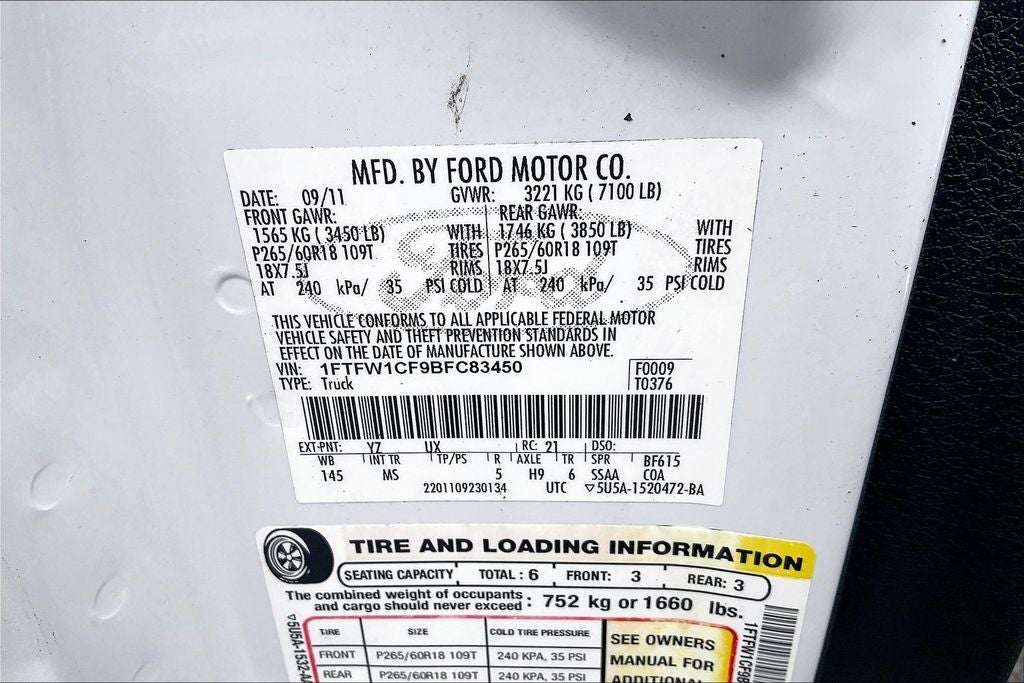 MFD. BY FORD MOTOR CO.
DATE: 09/11 GVWR: 3221 KG ( 7100 LB)
FRONT GAWR: REAR GAWR:
1565 KG ( 3450 LB) WITH 1746 KG ( 3850 LB) WITH
P265/60R18 109T TIRES P265/60R18 109T TIRES
18X7.5J RIMS 18X7.5J RIMS
AT 240 kPa/ 35 PSI COLD AT 240 kPa/ 35 PSI COLD
Ford
THIS VEHICLE CONFORMS TO ALL APPLICABLE FEDERAL MOTOR
VEHICLE SAFETY AND THEFT PREVENTION STANDARDS IN
EFFECT ON THE DATE OF MANUFACTURE SHOWN ABOVE.
VIN: 1FTFW1CF9BFC83450 F0009
TYPE: Truck T0376
EXT PNT: YZ UX RC: 21 DSO:
WB INT TR TP/PS R AXLE TR SPR BF615
145 MS 5 H9 6 SSAA COA
2201109230134 UTC ▽5U5A-1520472-BA
TIRE AND LOADING INFORMATION
SEATING CAPACITY TOTAL : 6 FRONT: 3 REAR: 3
The combined weight of occupants
and cargo should never exceed : 752 kg or 1660 lbs.
TIRE SIZE COLD TIRE PRESSURE
FRONT P265/60R18 109T 240 KPA, 35 PSI
REAR P265/60R18 109T 240 KPA, 35 PSI
SEE OWNERS
MANUAL FOR
ADDITIONAL
▽5U5A-1532-A
1FTFW1CF9B